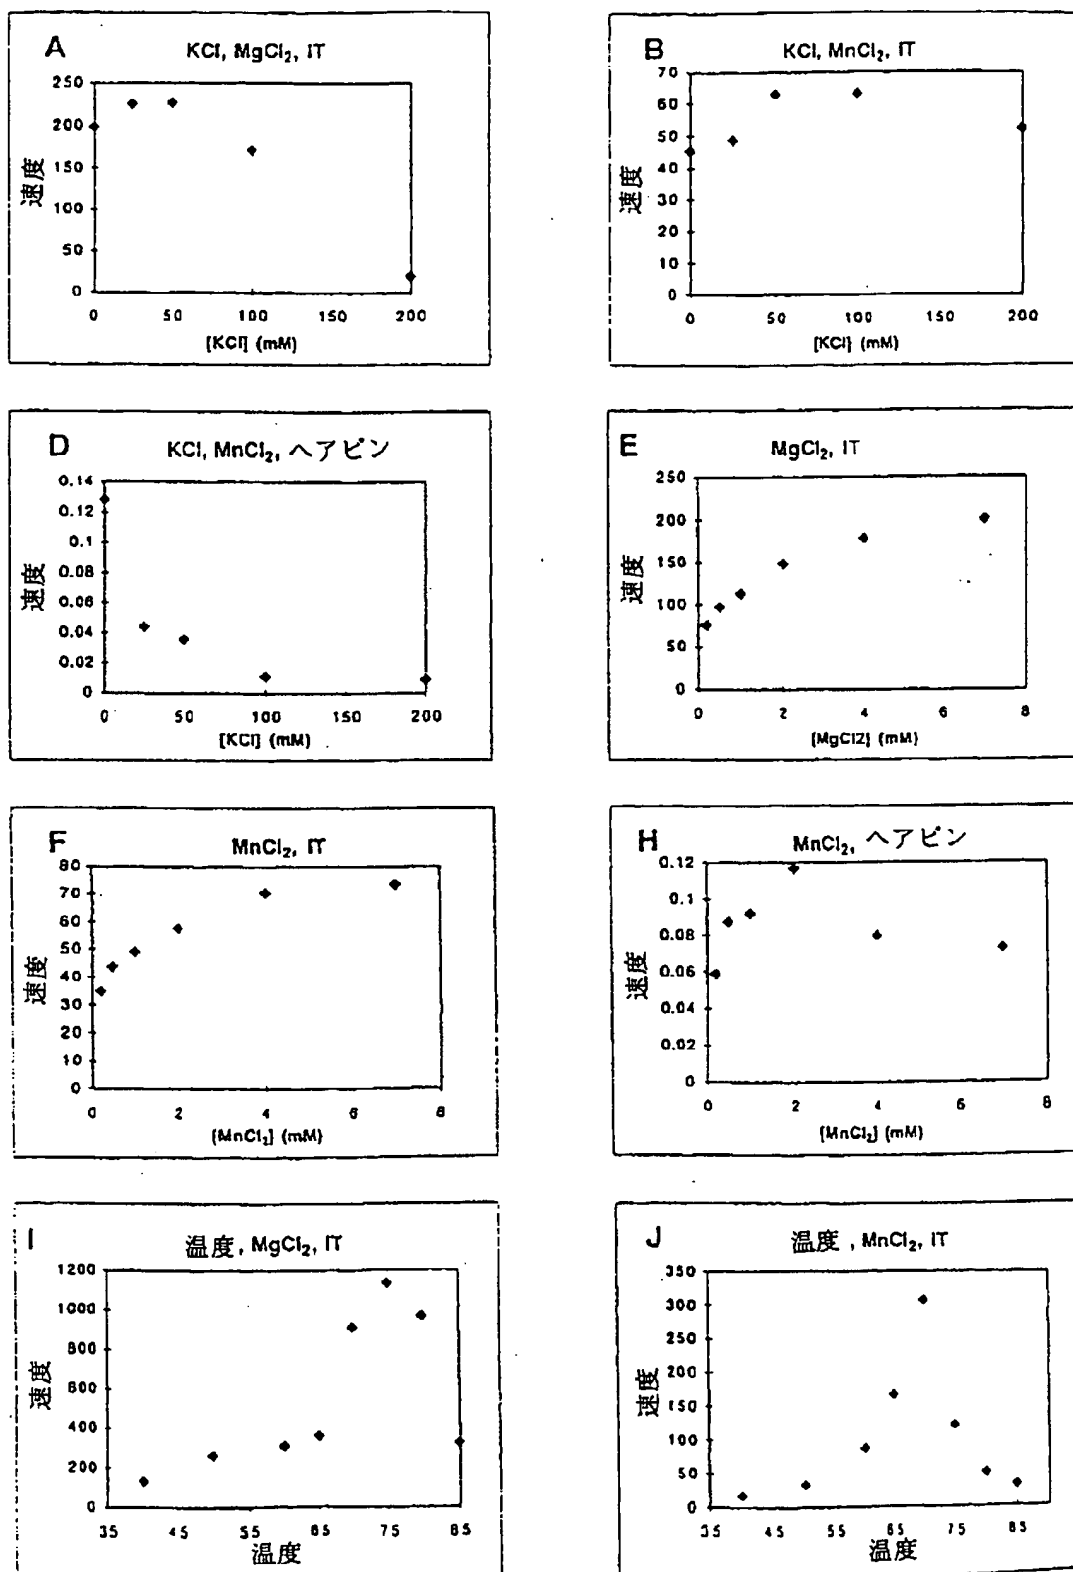 A
KCl, MgCl₂, IT
250
200
150
100
50
0
速度
0 50 100 150 200
[KCl] (mM)
B
KCl, MnCl₂, IT
70
60
50
40
30
20
10
0
速度
0 50 100 150 200
[KCl] (mM)
D
KCl, MnCl₂, ヘアピン
0.14
0.12
0.1
0.08
0.06
0.04
0.02
0
速度
0 50 100 150 200
[KCl] (mM)
E
MgCl₂, IT
250
200
150
100
50
0
速度
0 2 4 6 8
[MgCl2] (mM)
F
MnCl₂, IT
80
70
60
50
40
30
20
10
0
速度
0 2 4 6 8
[MnCl₂] (mM)
H
MnCl₂, ヘアピン
0.12
0.1
0.08
0.06
0.04
0.02
0
速度
0 2 4 6 8
[MnCl₂] (mM)
I
温度, MgCl₂, IT
1200
1000
800
600
400
200
0
速度
35 45 55 65 75 85
温度
J
温度, MnCl₂, IT
350
300
250
200
150
100
50
0
速度
35 45 55 65 75 85
温度